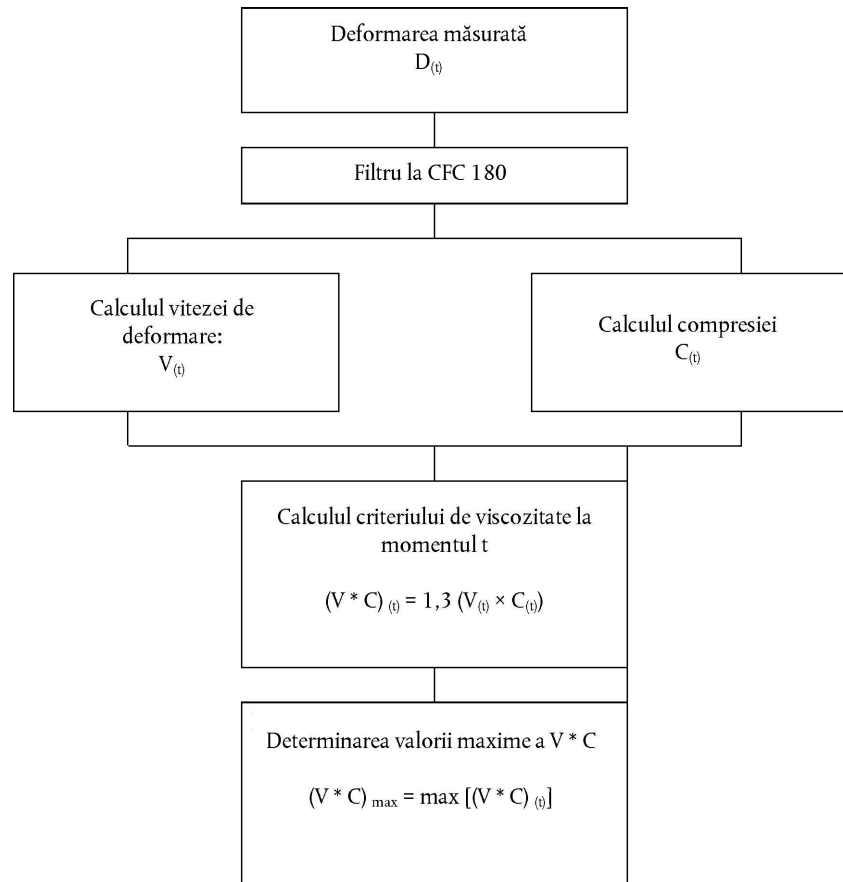 Deformarea măsurată
D(t)
Filtru la CFC 180
Calculul vitezei de
deformare:
V(t)
Calculul compresiei
C(t)
Calculul criteriului de viscozitate la
momentul t
(V * C) (t) = 1,3 (V(t) × C(t))
Determinarea valorii maxime a V * C
(V * C) max = max [(V * C) (t)]